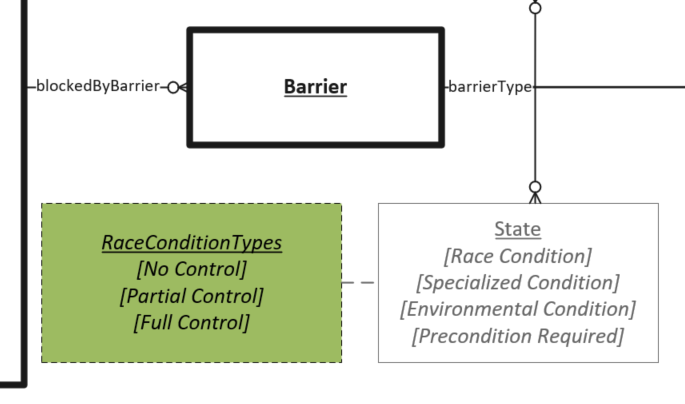 blockedByBarrier
Barrier
barrierType
RaceConditionTypes
[No Control]
[Partial Control]
[Full Control]
State
[Race Condition]
[Specialized Condition]
[Environmental Condition]
[Precondition Required]